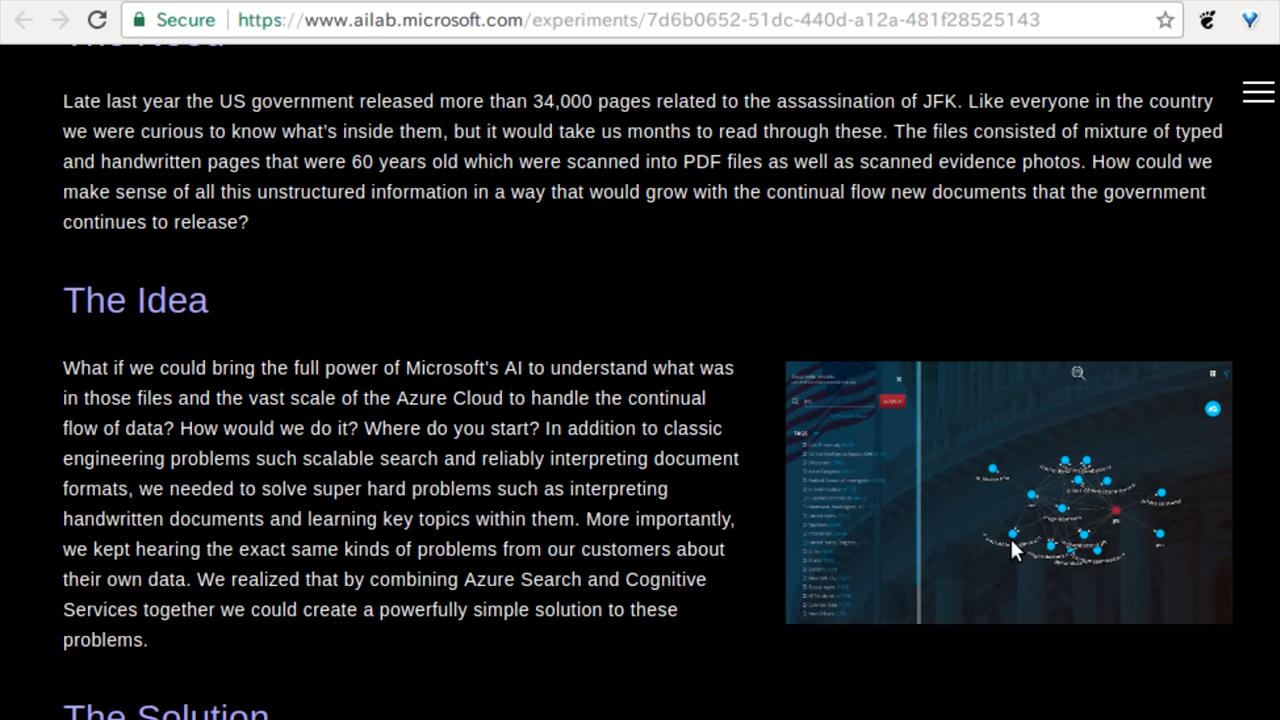 Secure https://www.ailab.microsoft.com/experiments/7d6b0652-51dc-440d-a12a-481f28525143
Late last year the US government released more than 34,000 pages related to the assassination of JFK. Like everyone in the country
we were curious to know what's inside them, but it would take us months to read through these. The files consisted of mixture of typed
and handwritten pages that were 60 years old which were scanned into PDF files as well as scanned evidence photos. How could we
make sense of all this unstructured information in a way that would grow with the continual flow new documents that the government
continues to release?
The Idea
What if we could bring the full power of Microsoft's AI to understand what was
in those files and the vast scale of the Azure Cloud to handle the continual
flow of data? How would we do it? Where do you start? In addition to classic
engineering problems such scalable search and reliably interpreting document
formats, we needed to solve super hard problems such as interpreting
handwritten documents and learning key topics within them. More importantly,
we kept hearing the exact same kinds of problems from our customers about
their own data. We realized that by combining Azure Search and Cognitive
Services together we could create a powerfully simple solution to these
problems.
SEARCH
TAGS
The Solution